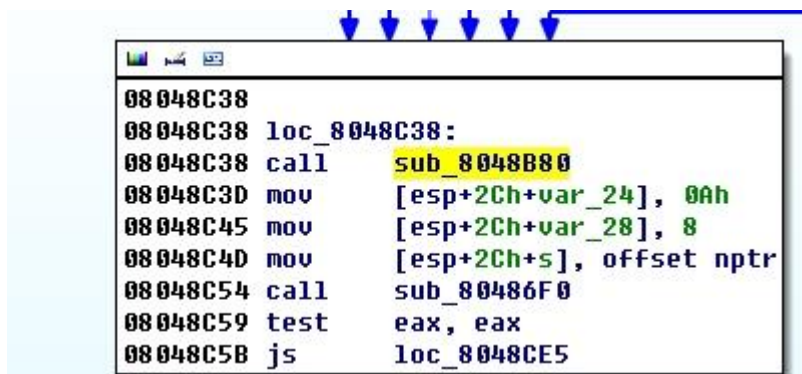 08048C38
08048C38 loc_8048C38:
08048C38 call sub_8048B80
08048C3D mov [esp+2Ch+var_24], 0Ah
08048C45 mov [esp+2Ch+var_28], 8
08048C4D mov [esp+2Ch+s], offset nptr
08048C54 call sub_80486F0
08048C59 test eax, eax
08048C5B js loc_8048CE5